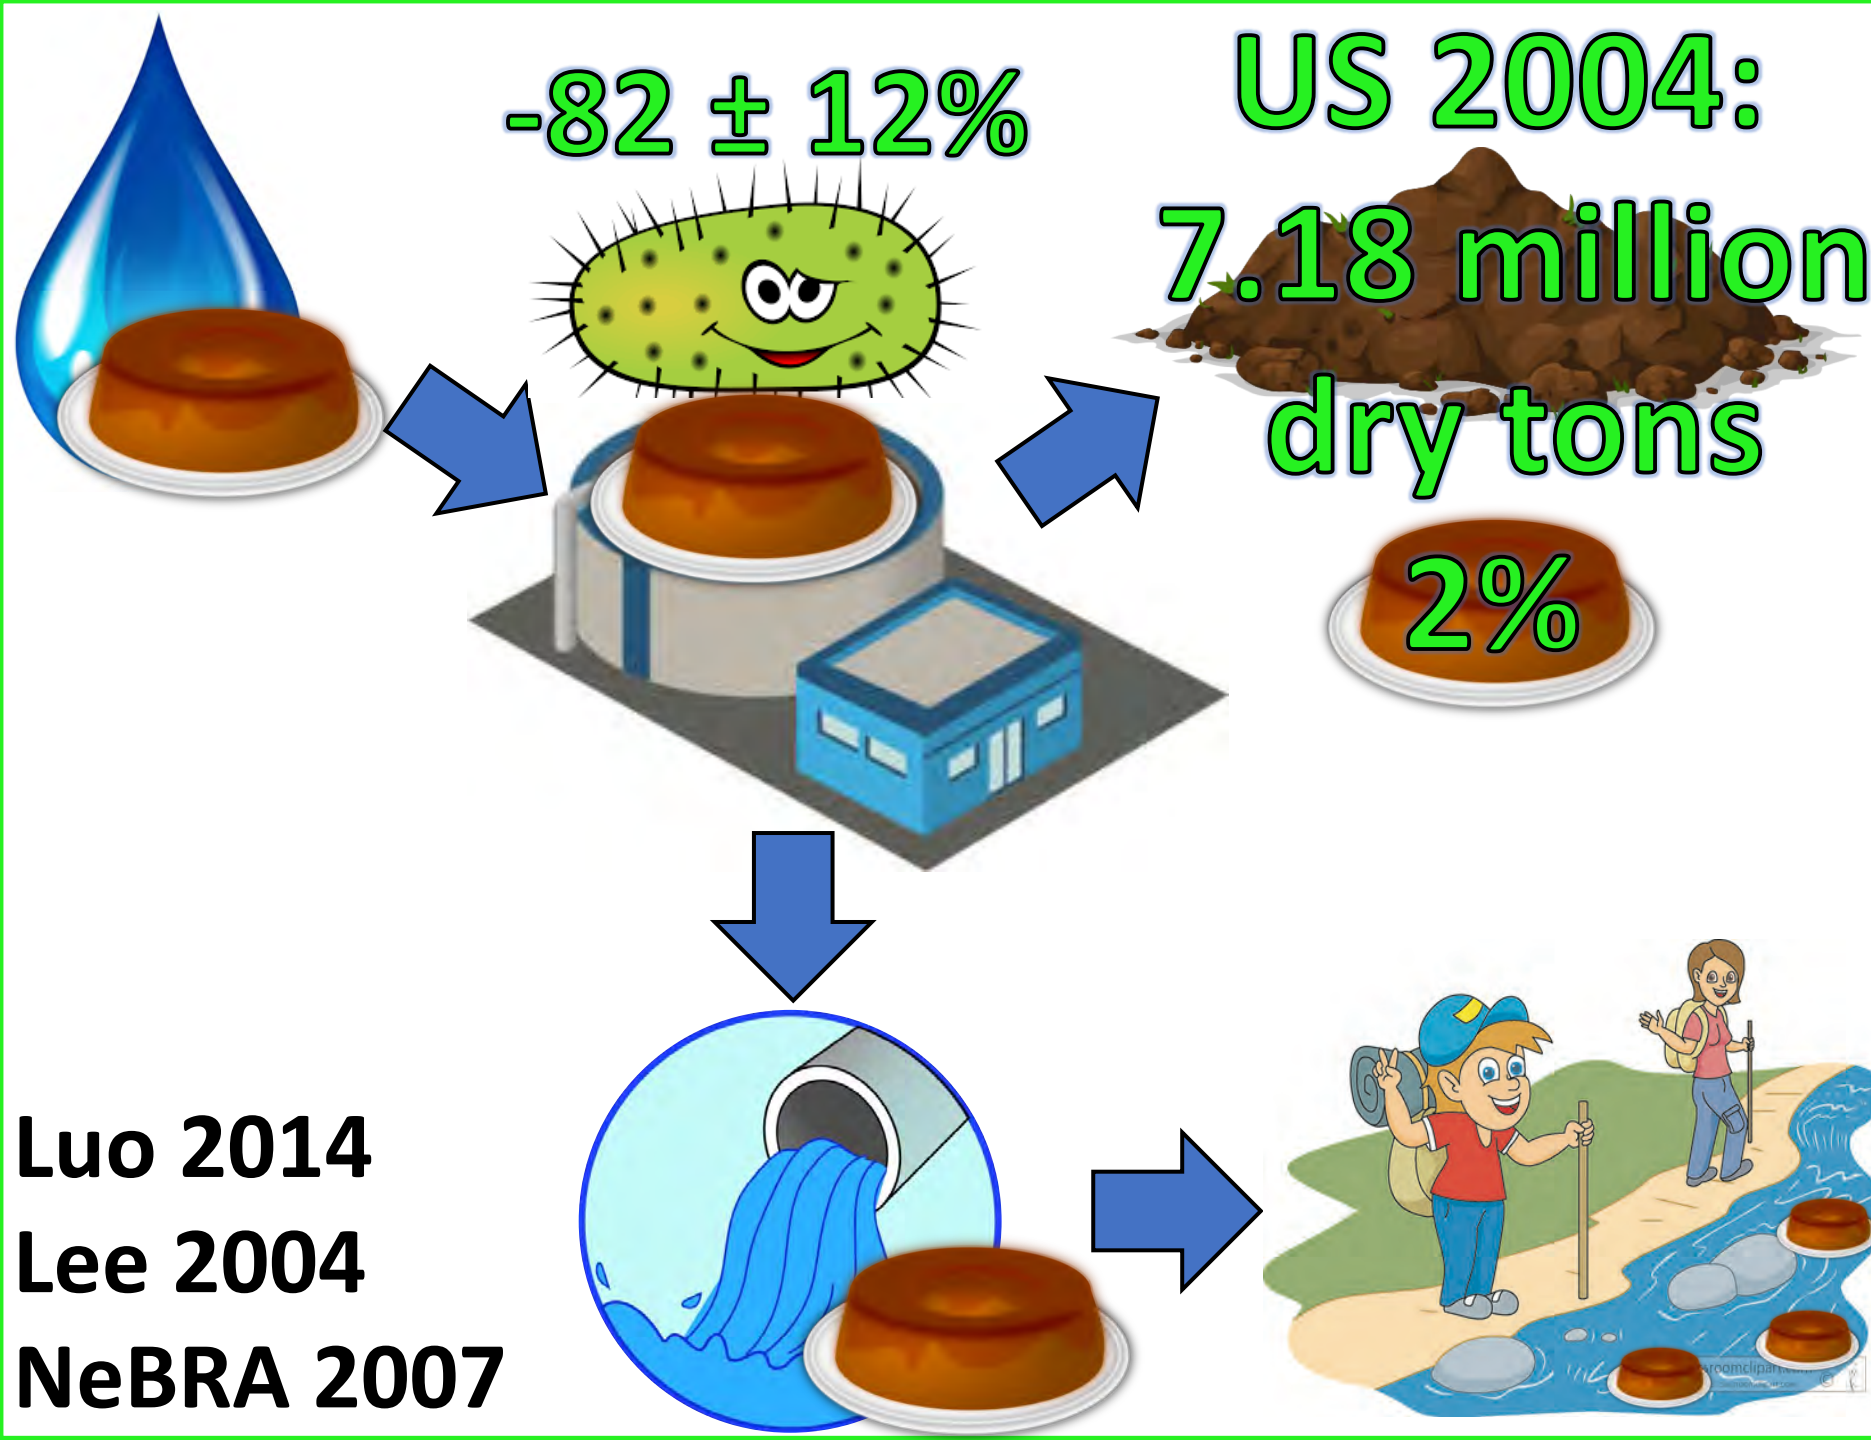 -82 ± 12%
US 2004:
7.18 million
dry tons
2%
Luo 2014
Lee 2004
NeBRA 2007